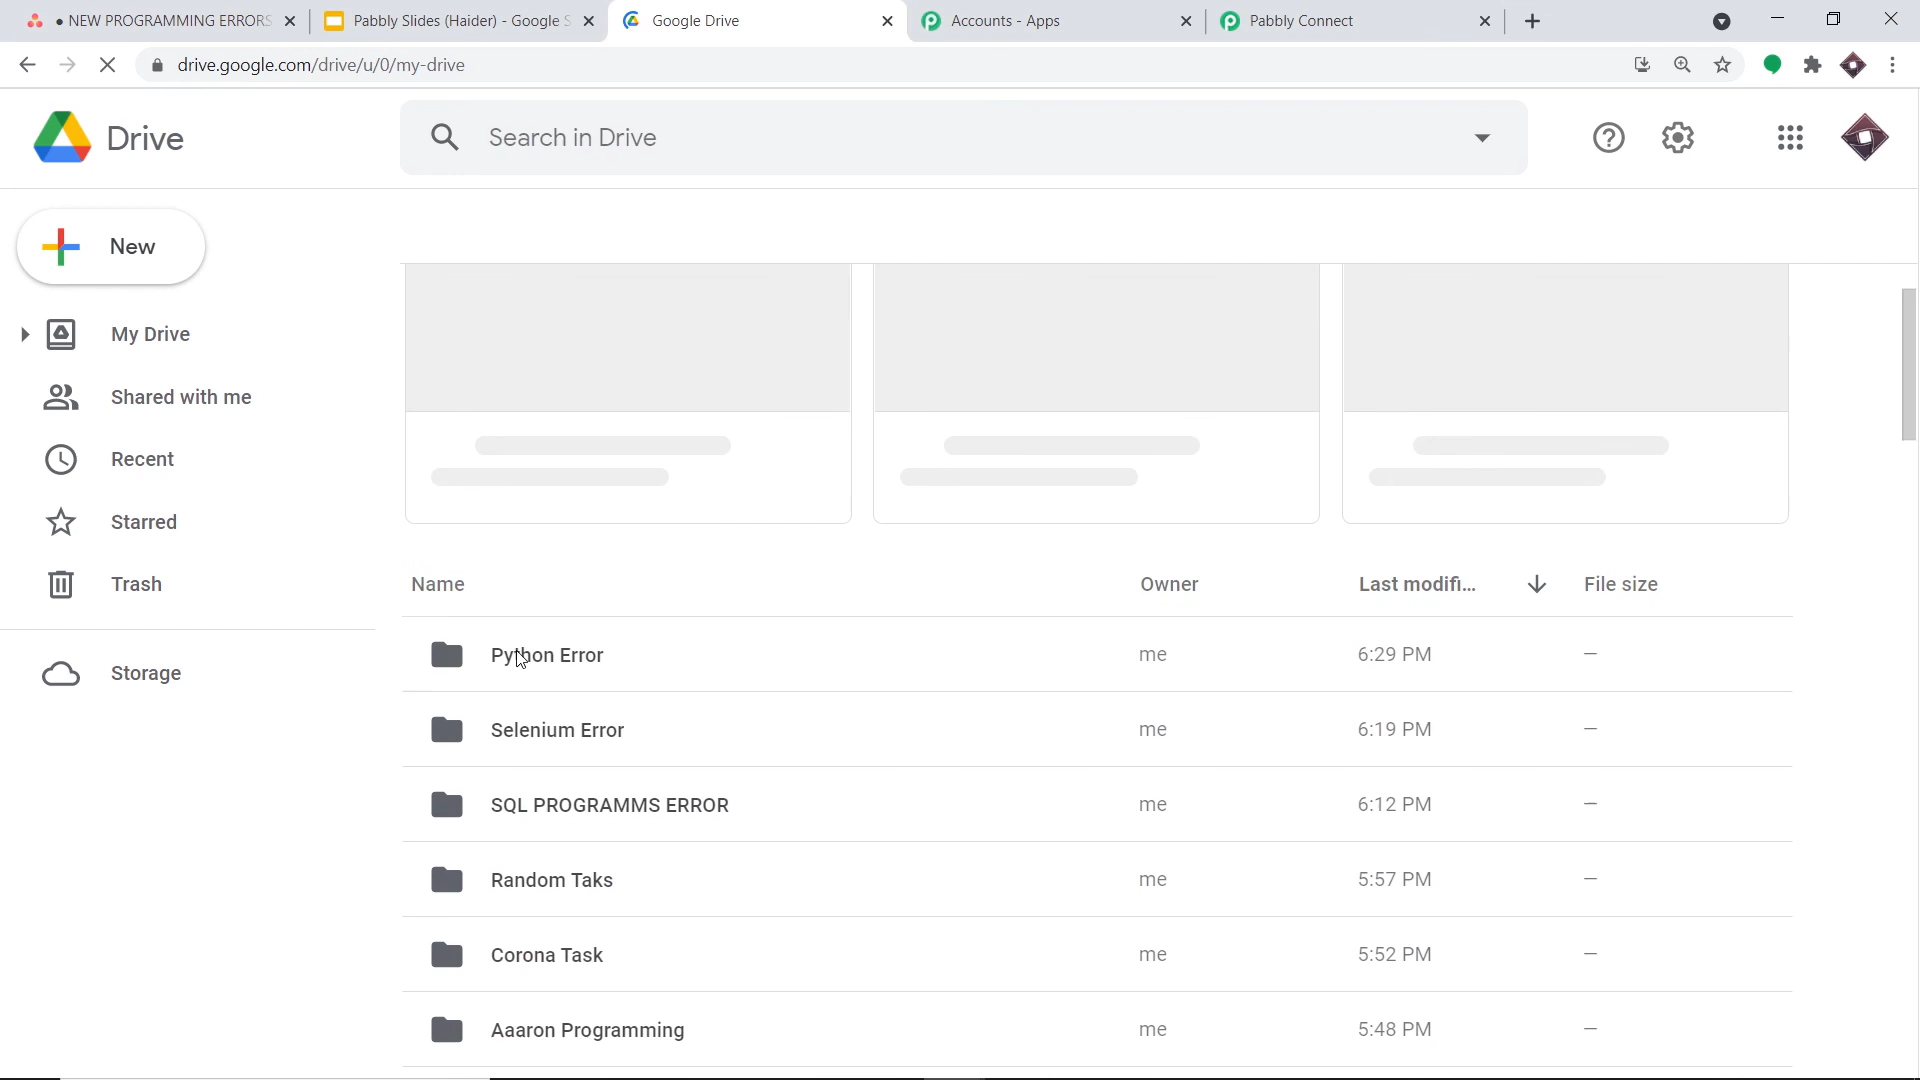 • NEW PROGRAMMING ERRORS
Pabbly Slides (Haider) - Google S
Google Drive
Accounts - Apps
Pabbly Connect
drive.google.com/drive/u/0/my-drive
Drive
Search in Drive
New
My Drive
Shared with me
Recent
Starred
Trash
Storage
Name Owner Last modifi... File size
Python Error me 6:29 PM —
Selenium Error me 6:19 PM —
SQL PROGRAMMS ERROR me 6:12 PM —
Random Taks me 5:57 PM —
Corona Task me 5:52 PM —
Aaaron Programming me 5:48 PM —